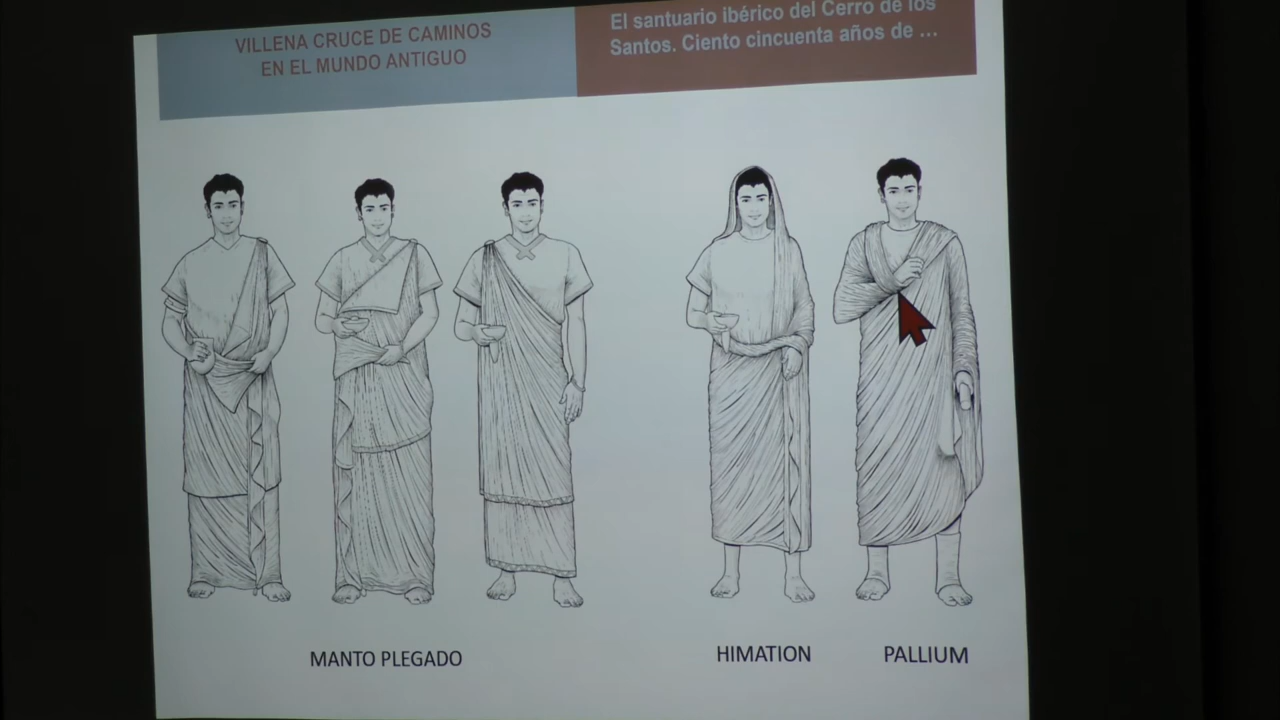 VILLENA CRUCE DE CAMINOS
EN EL MUNDO ANTIGUO
El santuario ibérico del Cerro de los
Santos. Ciento cincuenta años de ...
MANTO PLEGADO
HIMATION
PALLIUM